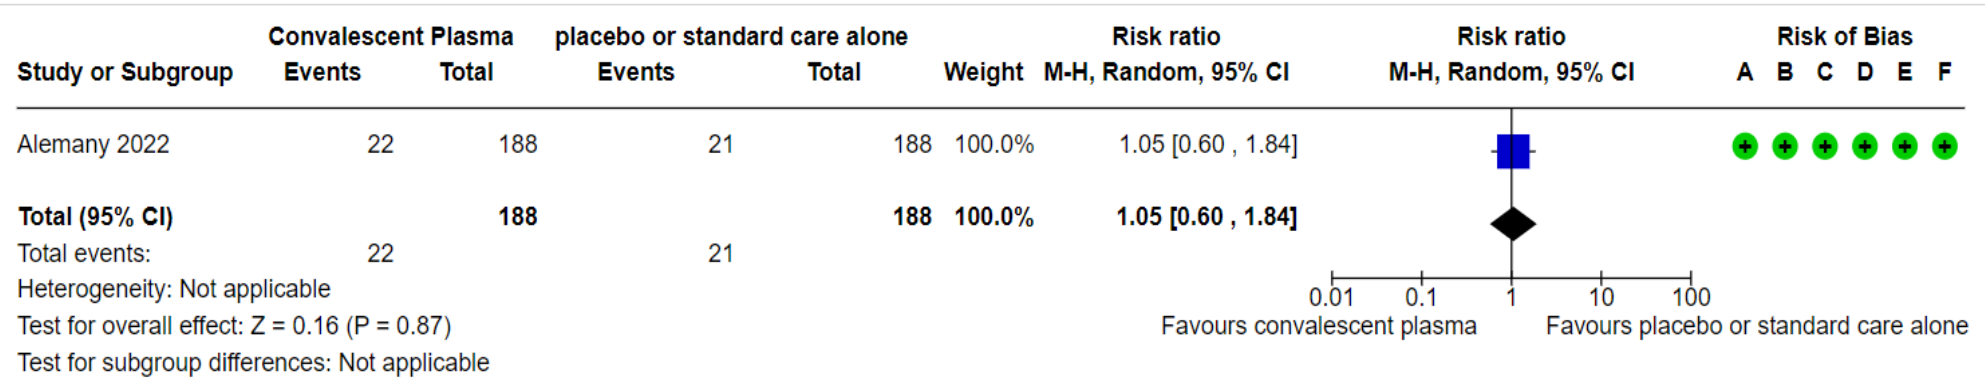 Convalescent Plasma placebo or standard care alone Risk ratio Risk ratio Risk of Bias
Study or Subgroup Events Total Events Total Weight M-H, Random, 95% CI M-H, Random, 95% CI A B C D E F
Alemany 2022 22 188 21 188 100.0% 1.05 [0.60 , 1.84] + + + + + +
Total (95% CI) 188 188 100.0% 1.05 [0.60 , 1.84]
Total events: 22 21
Heterogeneity: Not applicable 0.01 0.1 1 10 100
Test for overall effect: Z = 0.16 (P = 0.87) Favours convalescent plasma Favours placebo or standard care alone
Test for subgroup differences: Not applicable